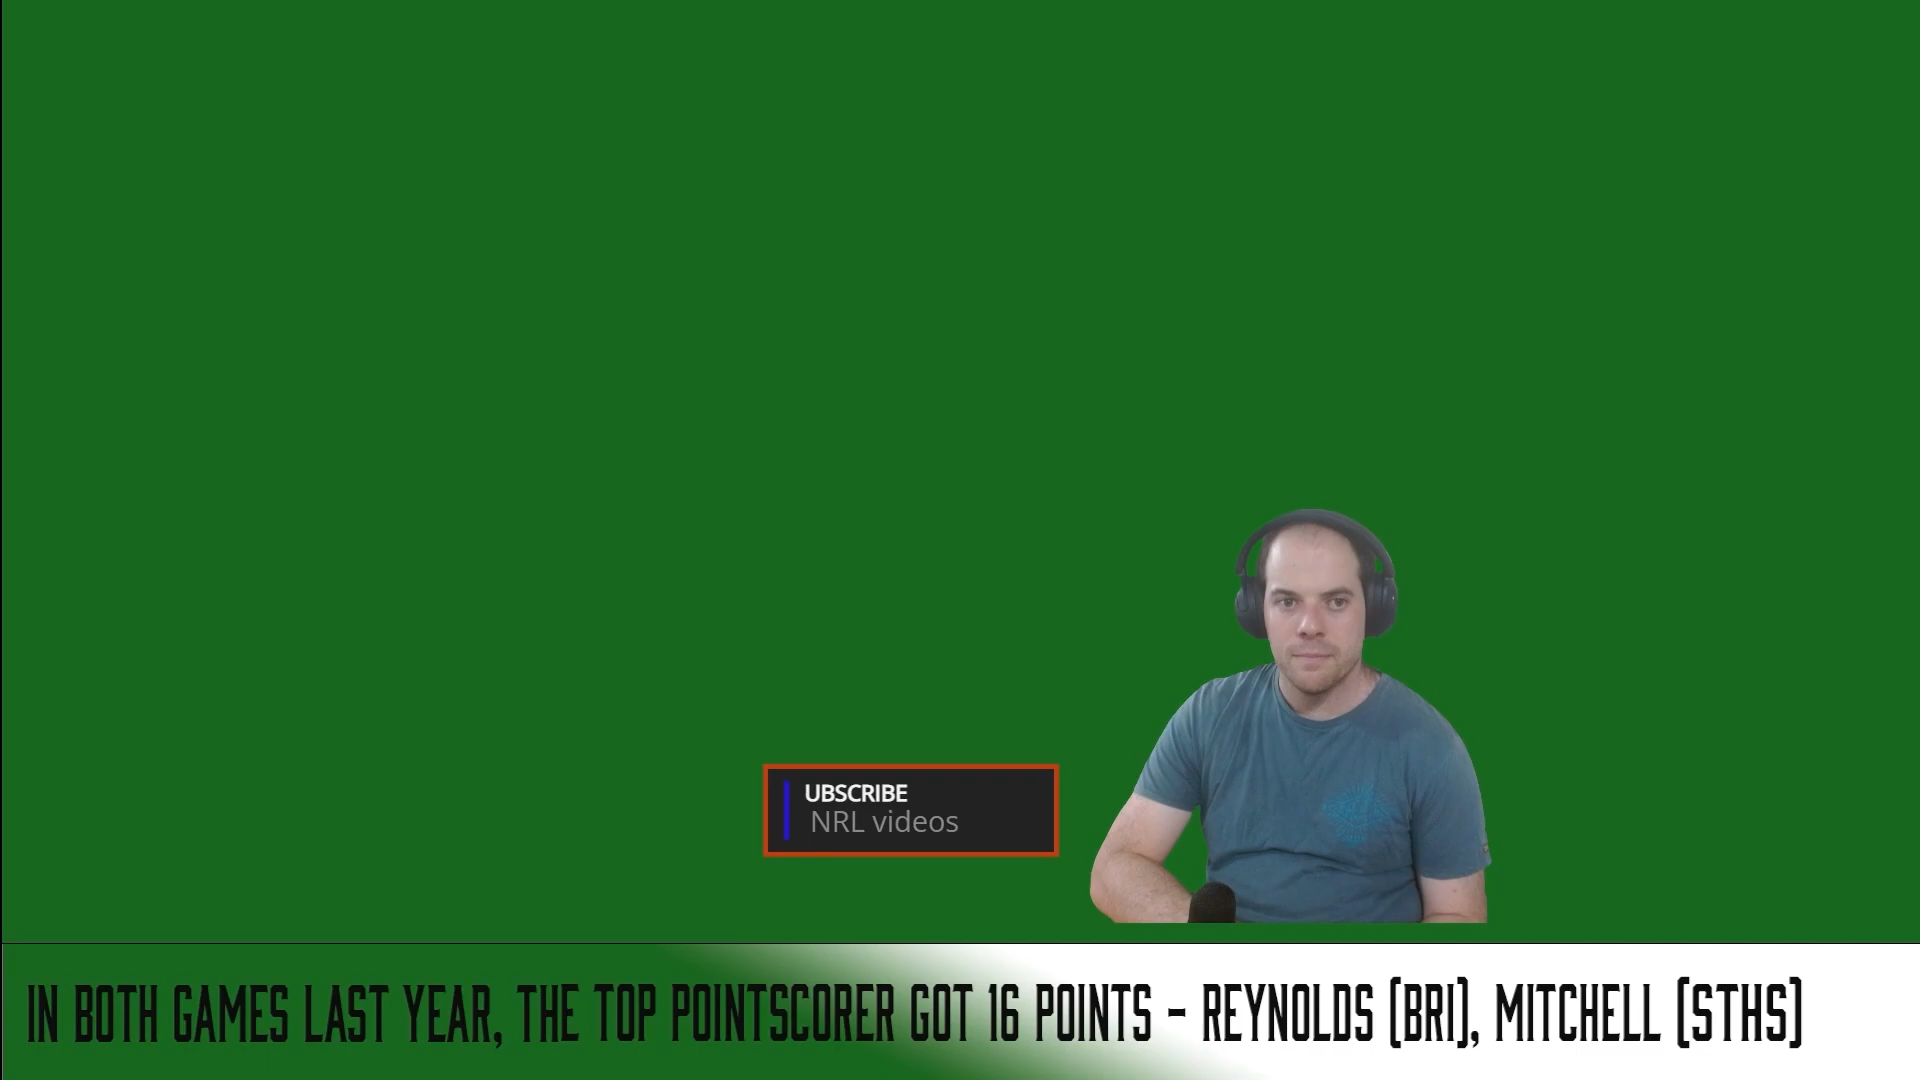 UBSCRIBE
NRL videos
IN BOTH GAMES LAST YEAR, THE TOP POINTSCORER GOT 16 POINTS - REYNOLDS (BRI), MITCHELL (STHS)